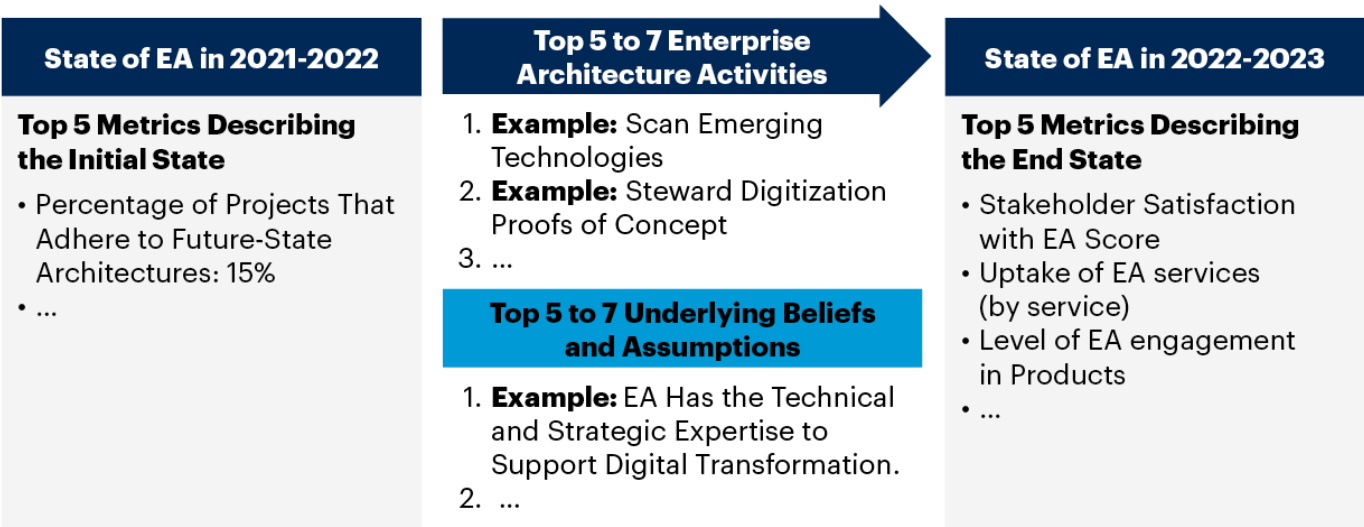 State of EA in 2021-2022
Top 5 Metrics Describing
the Initial State
• Percentage of Projects That
Adhere to Future-State
Architectures: 15%
• ...
Top 5 to 7 Enterprise
Architecture Activities
1. Example: Scan Emerging
Technologies
2. Example: Steward Digitization
Proofs of Concept
3. ...
Top 5 to 7 Underlying Beliefs
and Assumptions
1. Example: EA Has the Technical
and Strategic Expertise to
Support Digital Transformation.
2. ...
State of EA in 2022-2023
Top 5 Metrics Describing
the End State
• Stakeholder Satisfaction
with EA Score
• Uptake of EA services
(by service)
• Level of EA engagement
in Products
• ...